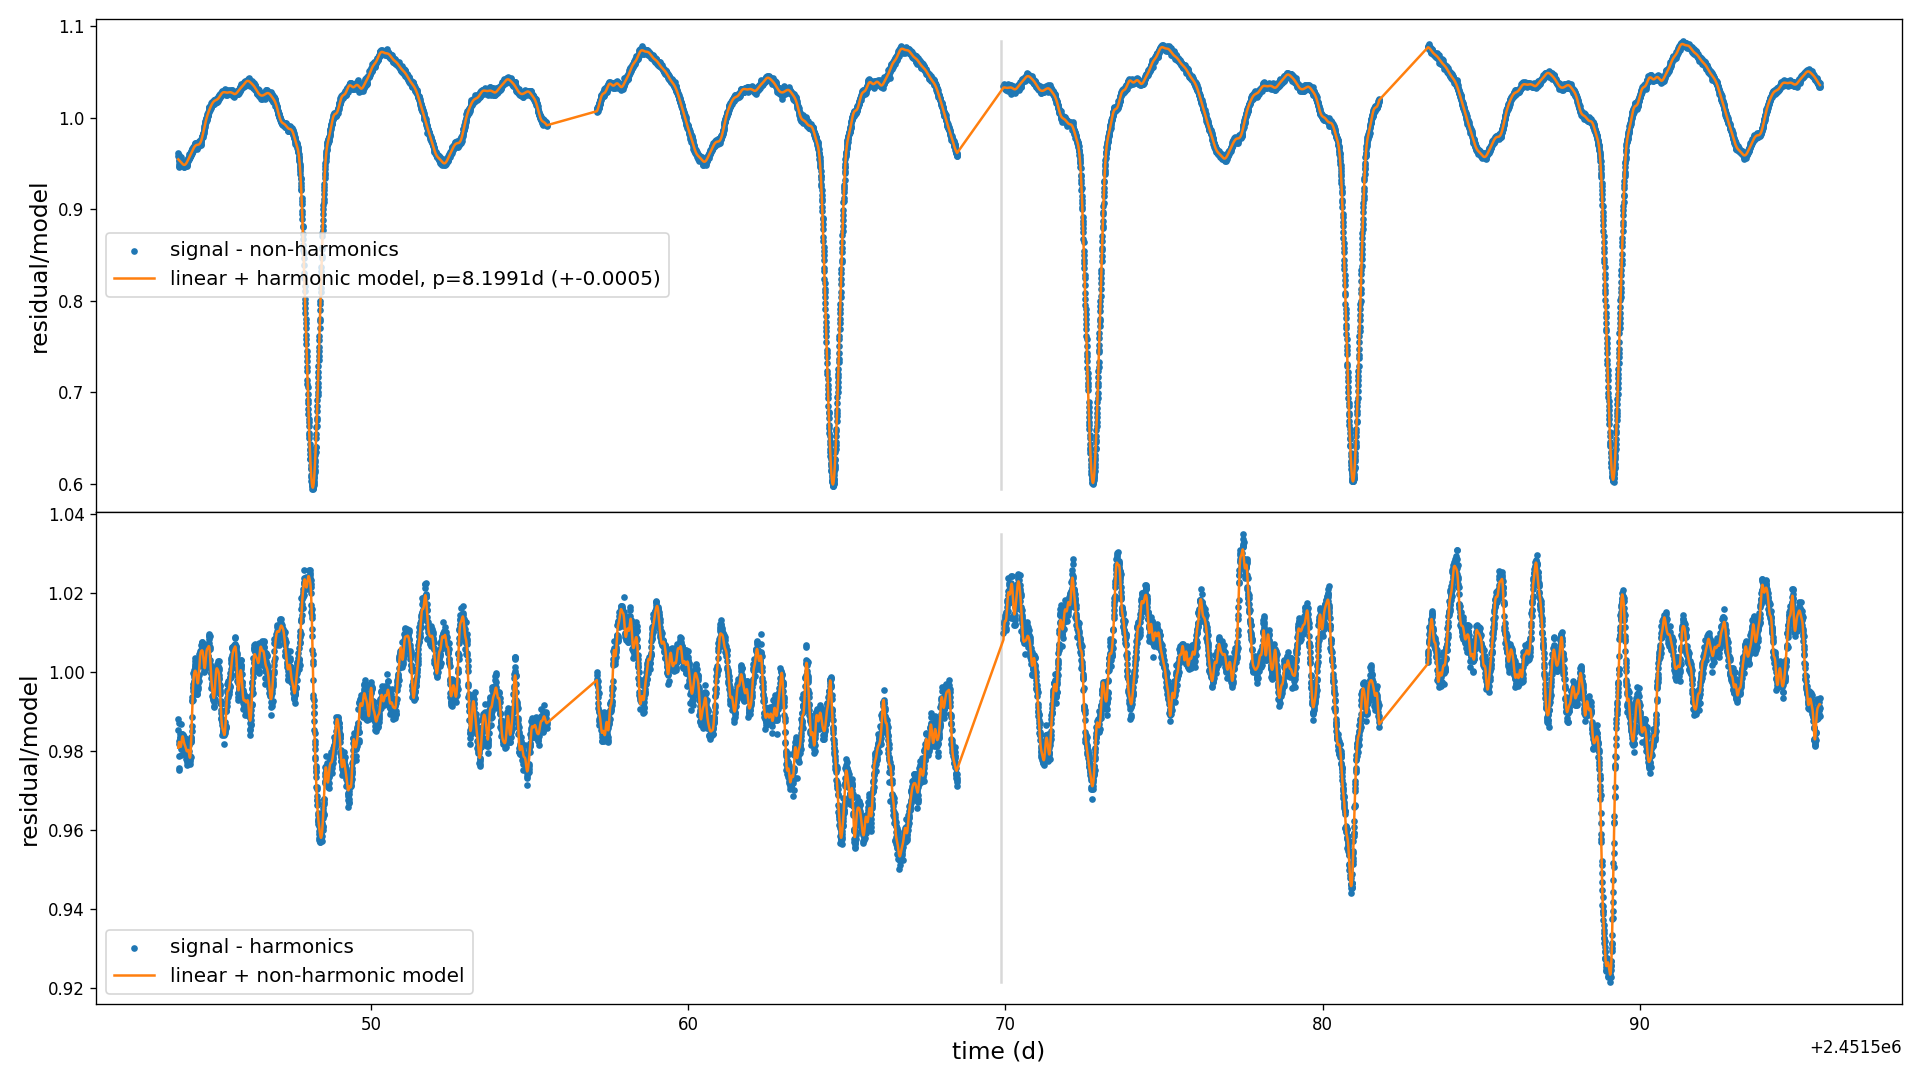 1.1
1.0
0.9
0.8
0.7
0.6
residual/model
signal - non-harmonics
linear + harmonic model, p=8.1991d (+-0.0005)
1.04
1.02
1.00
0.98
0.96
0.94
0.92
residual/model
signal - harmonics
linear + non-harmonic model
50 60 70 80 90
time (d)
+2.4515e6